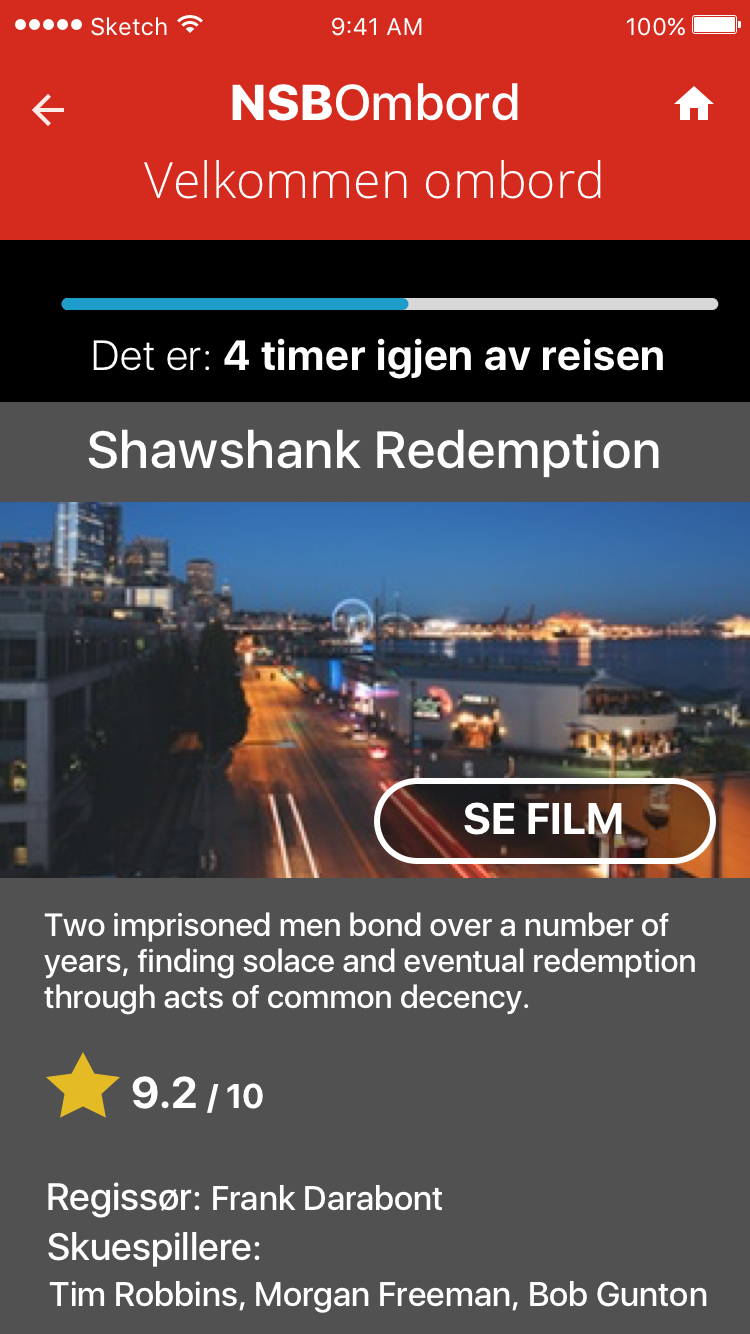 Sketch 9:41 AM 100%
NSBOmbord
Velkommen ombord
Det er: 4 timer igjen av reisen
Shawshank Redemption
SE FILM
Two imprisoned men bond over a number of
years, finding solace and eventual redemption
through acts of common decency.
9.2 / 10
Regissør: Frank Darabont
Skuespillere:
Tim Robbins, Morgan Freeman, Bob Gunton